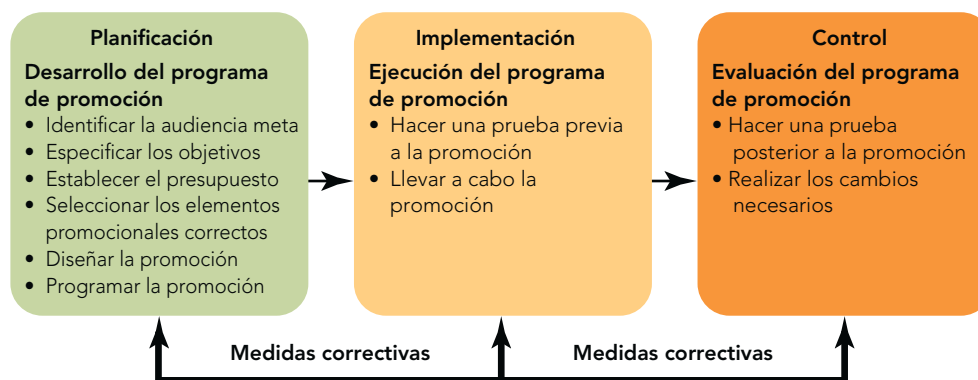 Planificación
Desarrollo del programa
de promoción
• Identificar la audiencia meta
• Especificar los objetivos
• Establecer el presupuesto
• Seleccionar los elementos
promocionales correctos
• Diseñar la promoción
• Programar la promoción
Implementación
Ejecución del programa
de promoción
• Hacer una prueba previa
a la promoción
• Llevar a cabo la
promoción
Control
Evaluación del programa
de promoción
• Hacer una prueba
posterior a la promoción
• Realizar los cambios
necesarios
Medidas correctivas
Medidas correctivas